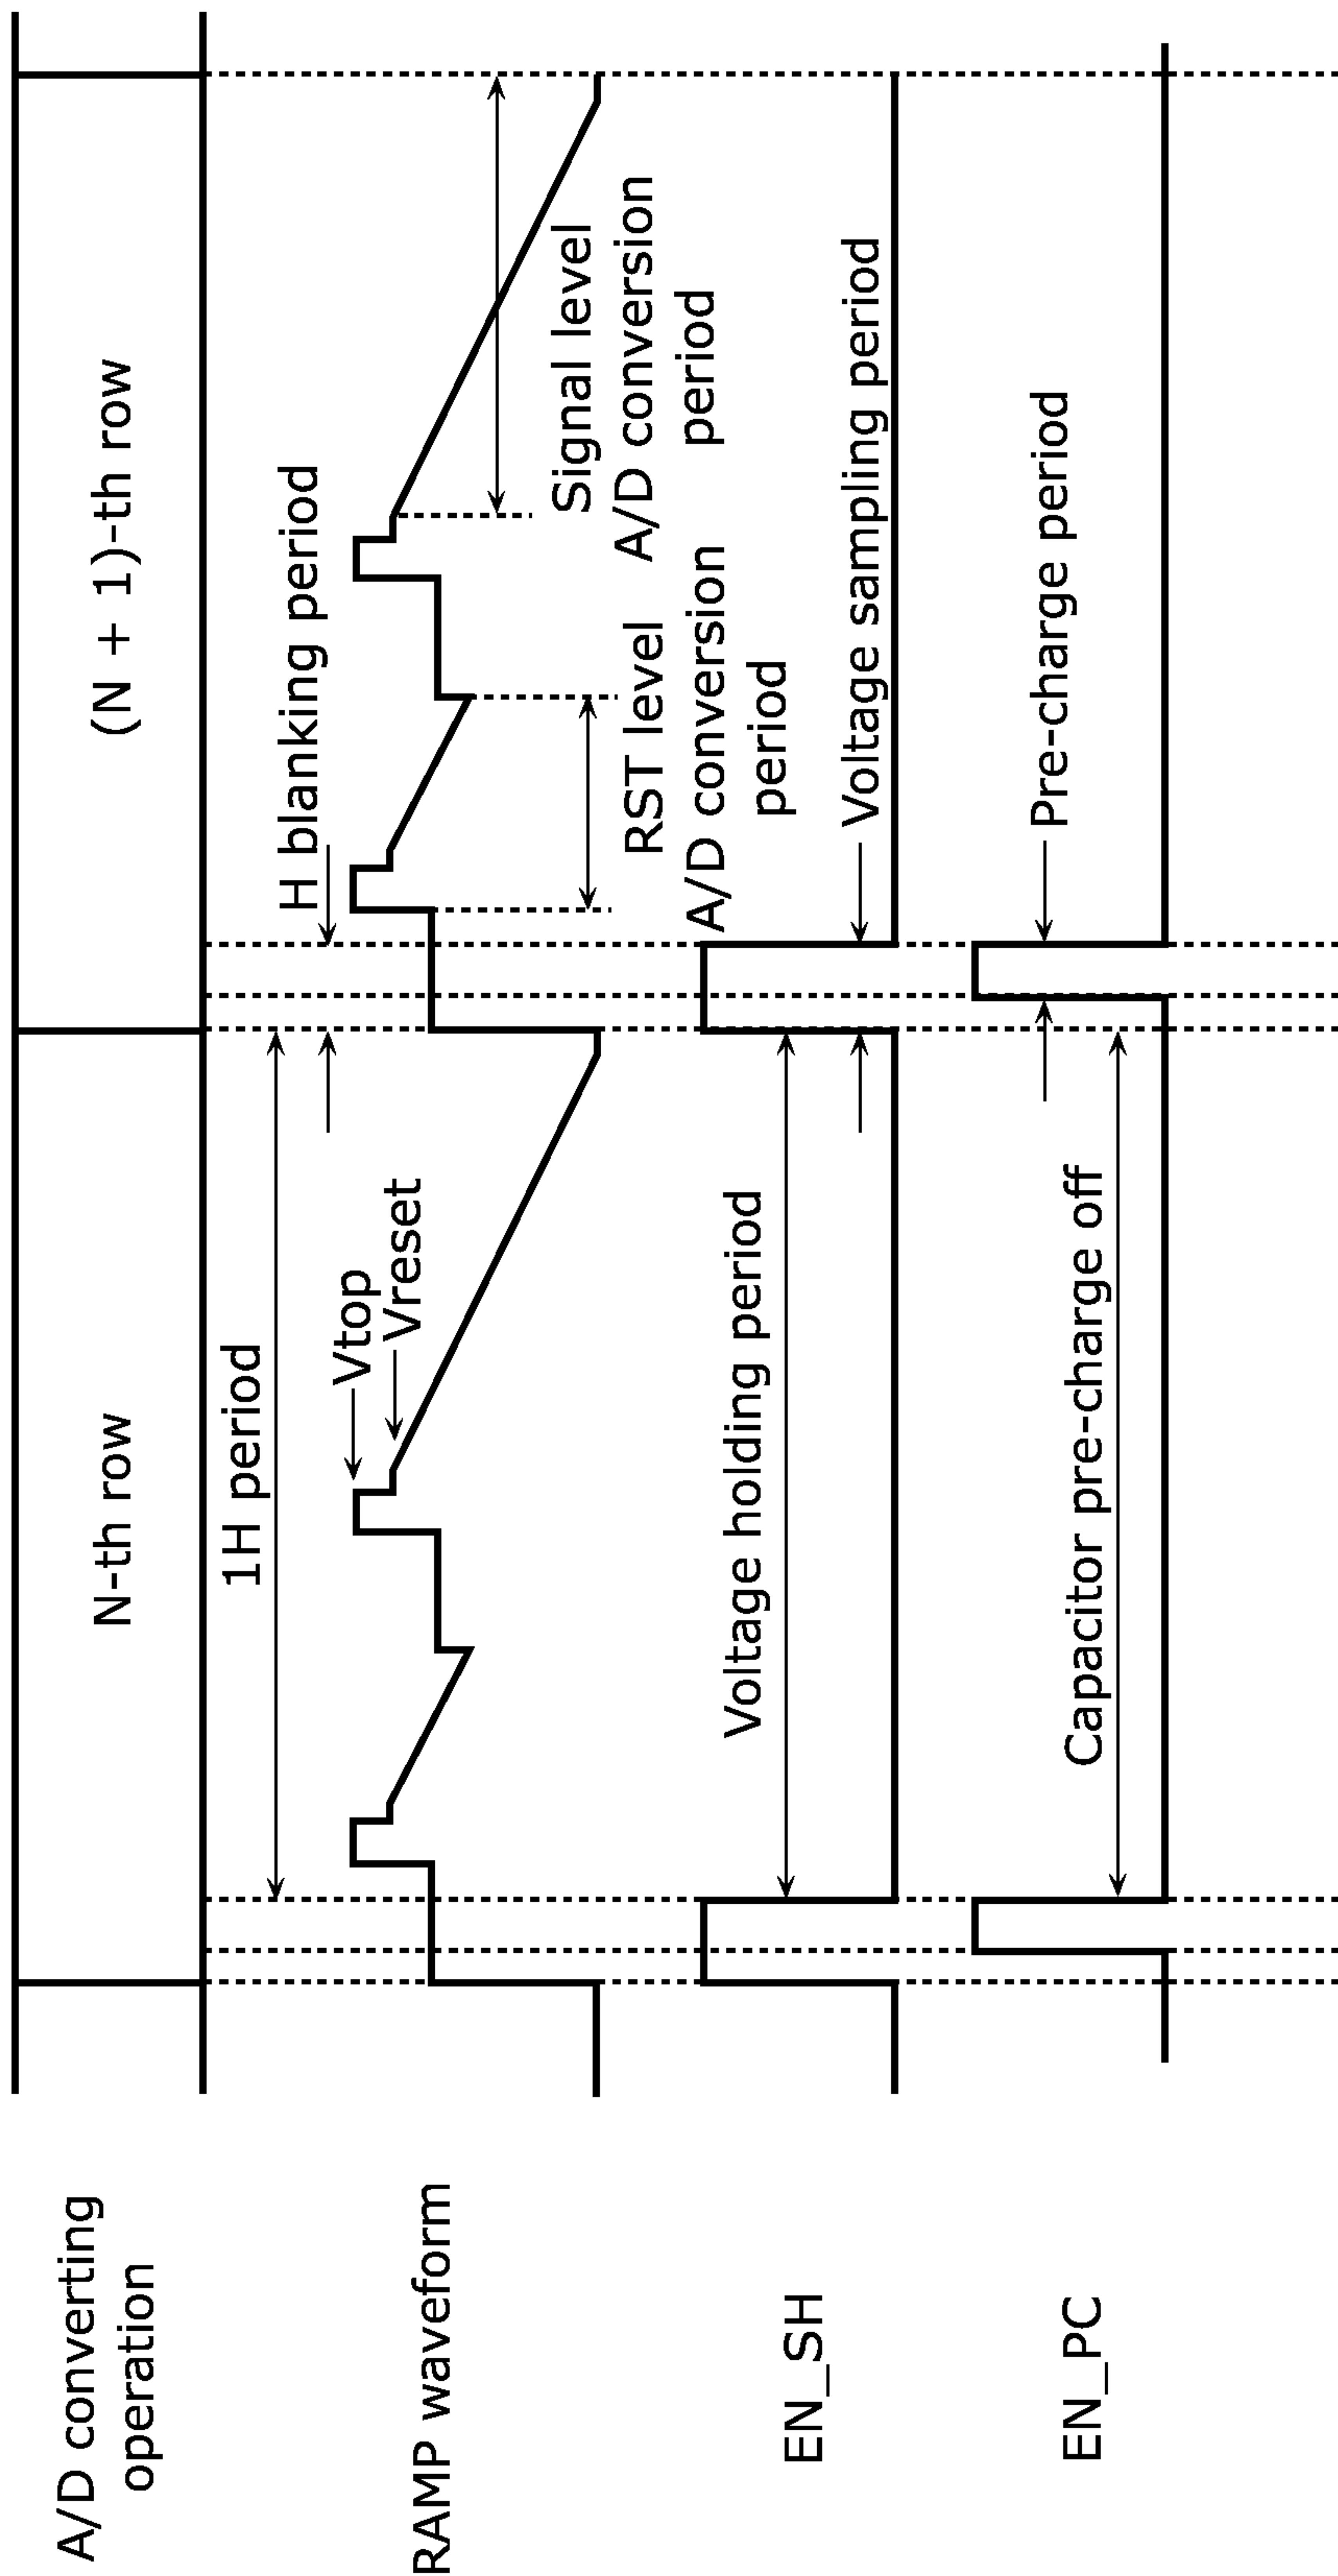 A/D converting
operation
N-th row
(N + 1)-th row
RAMP waveform
1H period
H blanking period
Vtop
Vreset
Signal level
A/D conversion
period
RST level
A/D conversion
period
EN_SH
Voltage holding period
Voltage sampling period
EN_PC
Capacitor pre-charge off
Pre-charge period